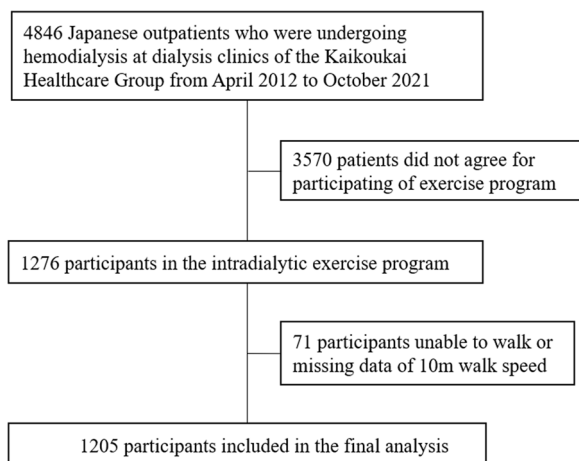 4846 Japanese outpatients who were undergoing
hemodialysis at dialysis clinics of the Kaikoukai
Healthcare Group from April 2012 to October 2021
3570 patients did not agree for
participating of exercise program
1276 participants in the intradialytic exercise program
71 participants unable to walk or
missing data of 10m walk speed
1205 participants included in the final analysis